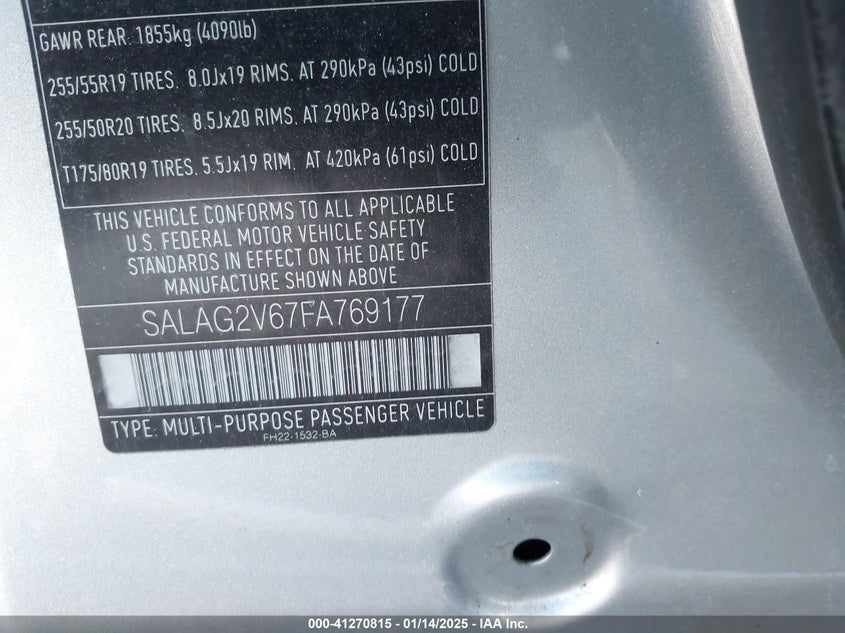 GAWR REAR. 1855kg (4090lb)
255/55R19 TIRES. 8.0Jx19 RIMS. AT 290kPa (43psi) COLD
255/50R20 TIRES. 8.5Jx20 RIMS. AT 290kPa (43psi) COLD
T175/80R19 TIRES. 5.5Jx19 RIM. AT 420kPa (61psi) COLD
THIS VEHICLE CONFORMS TO ALL APPLICABLE
U.S. FEDERAL MOTOR VEHICLE SAFETY
STANDARDS IN EFFECT ON THE DATE OF
MANUFACTURE SHOWN ABOVE
SALAG2V67FA769177
TYPE. MULTI-PURPOSE PASSENGER VEHICLE
FH22-1532-BA
000-41270815 - 01/14/2025 - IAA Inc.